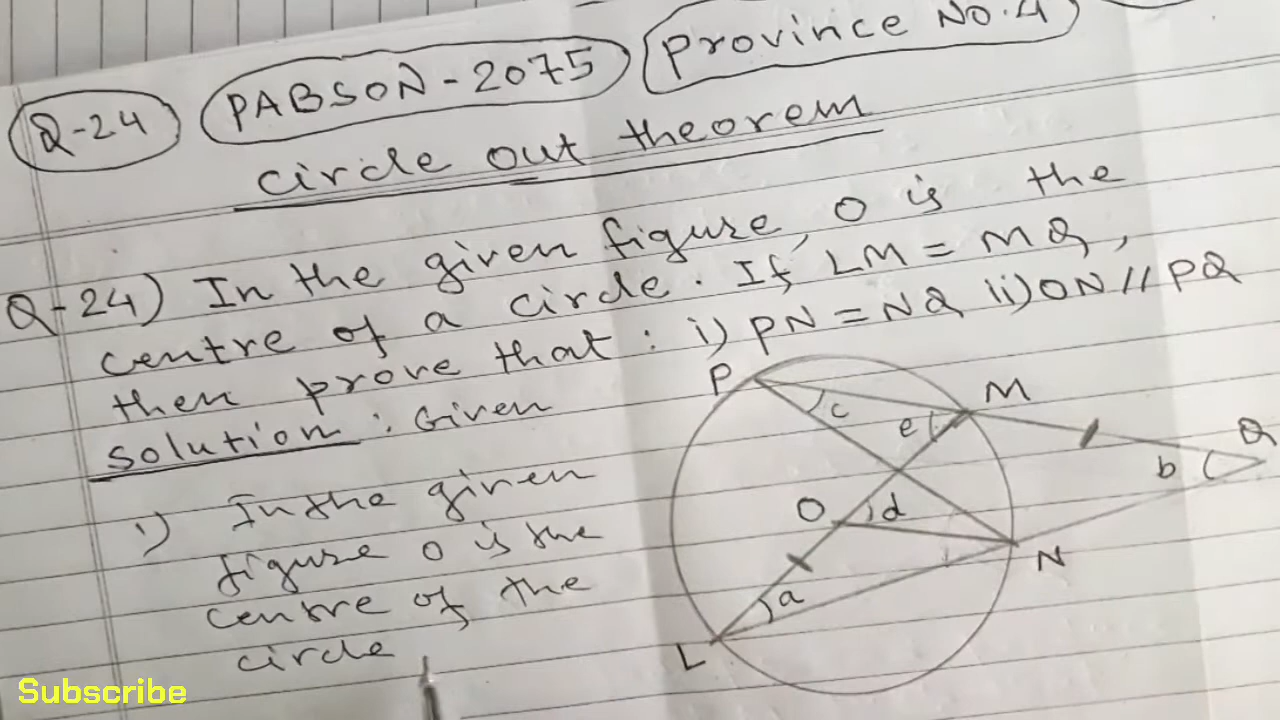 Q-24 PABSON-2075 Province No.4
circle out theorem
Q-24) In the given figure, O is the
centre of a circle. If LM = MQ,
then prove that : i) PN = NQ ii) ON // PQ
solution : Given
i) In the given
figure O is the
centre of the
circle
P
M
Q
c
e
b
O
d
N
a
L
Subscribe